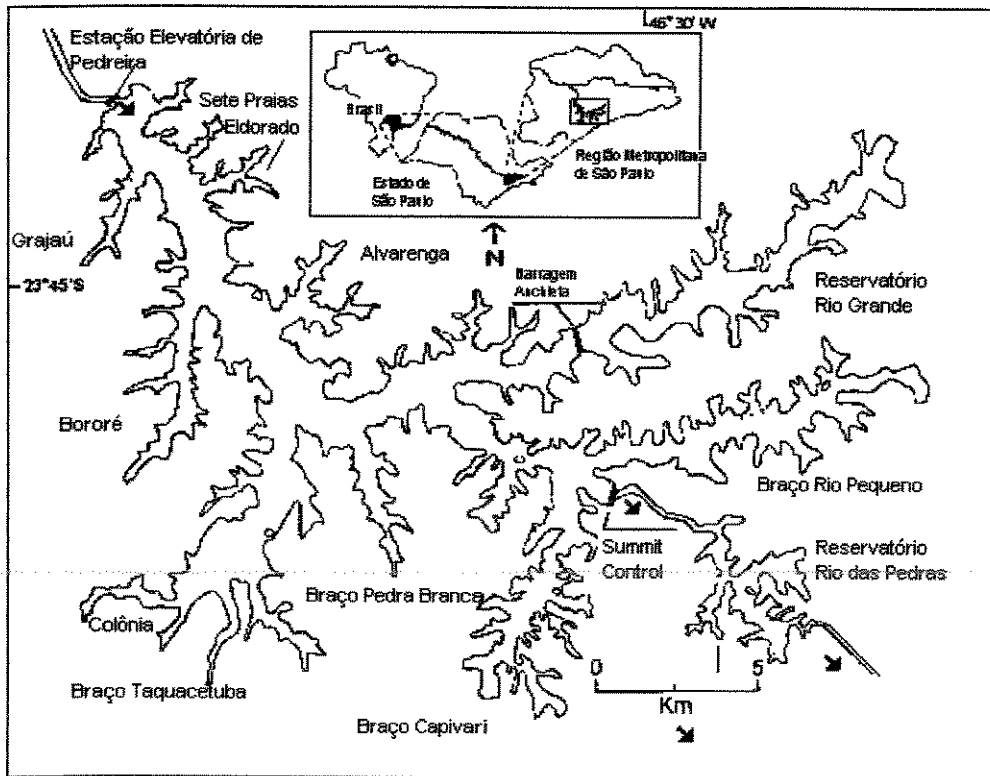 46° 30' W
Estação Elevatória de
Pedreira
Sete Praias
Eldorado
Brasil
Região Metropolitana
de São Paulo
Estado de
São Paulo
Grajaú
Alvarenga
N
23°45'S
Barragem
Anchieta
Reservatório
Rio Grande
Bororé
Braço Rio Pequeno
Summit
Control
Reservatório
Rio das Pedras
Braço Pedra Branca
Colônia
Braço Taquacetuba
0
5
Km
Braço Capivari